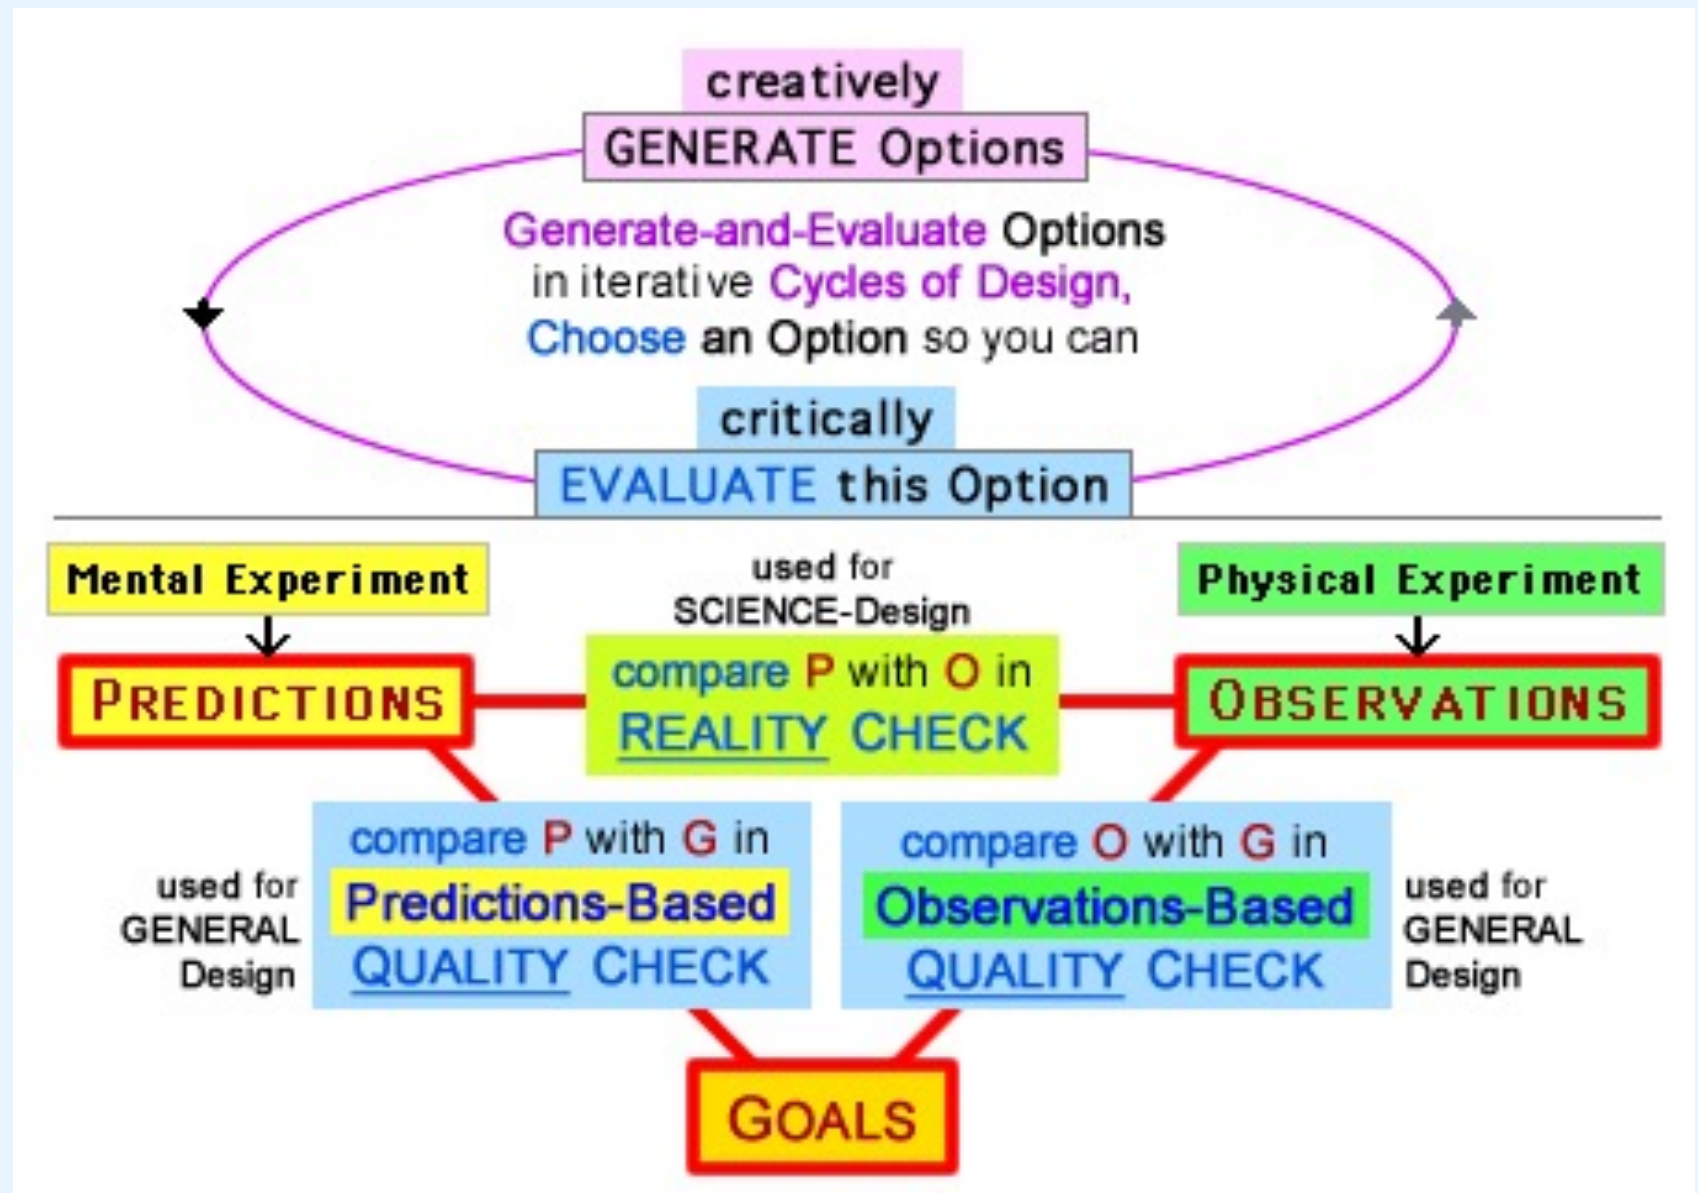 creatively
GENERATE Options
Generate-and-Evaluate Options
in iterative Cycles of Design,
Choose an Option so you can
critically
EVALUATE this Option
Mental Experiment
PREDICTIONS
used for
SCIENCE-Design
compare P with O in
REALITY CHECK
Physical Experiment
OBSERVATIONS
used for
GENERAL
Design
compare P with G in
Predictions-Based
QUALITY CHECK
compare O with G in
Observations-Based
QUALITY CHECK
used for
GENERAL
Design
GOALS